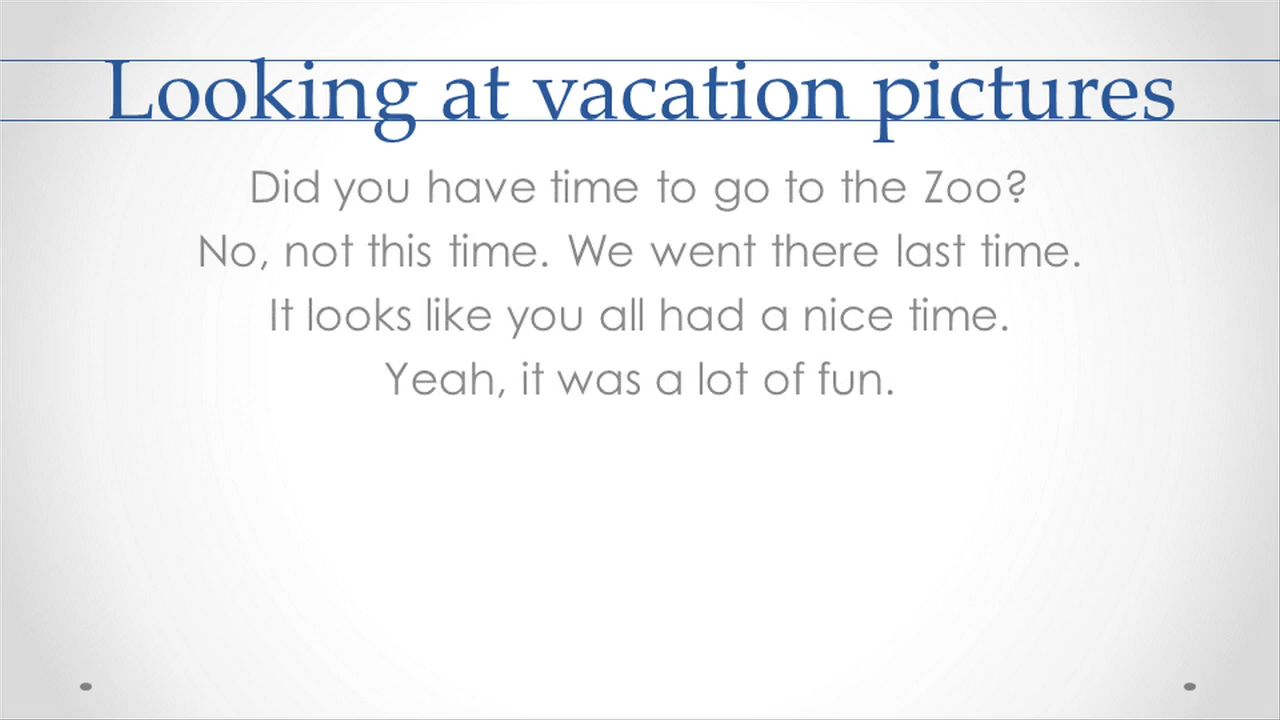 Looking at vacation pictures
Did you have time to go to the Zoo?
No, not this time. We went there last time.
It looks like you all had a nice time.
Yeah, it was a lot of fun.